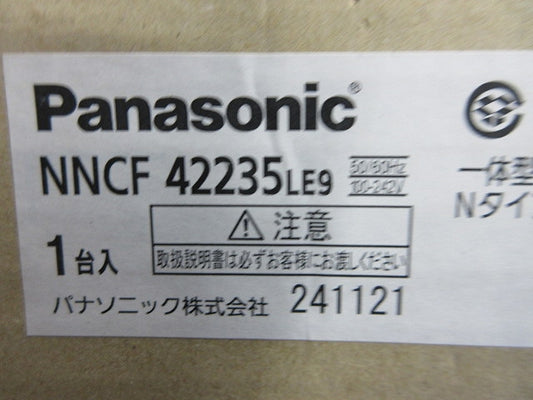 Panasonic®
NNCF 42235LE9 50/60Hz 100-242V
一体型
Nタイ
⚠注意
取扱説明書は必ずお客様にお渡しください
1台入
パナソニック株式会社 241121